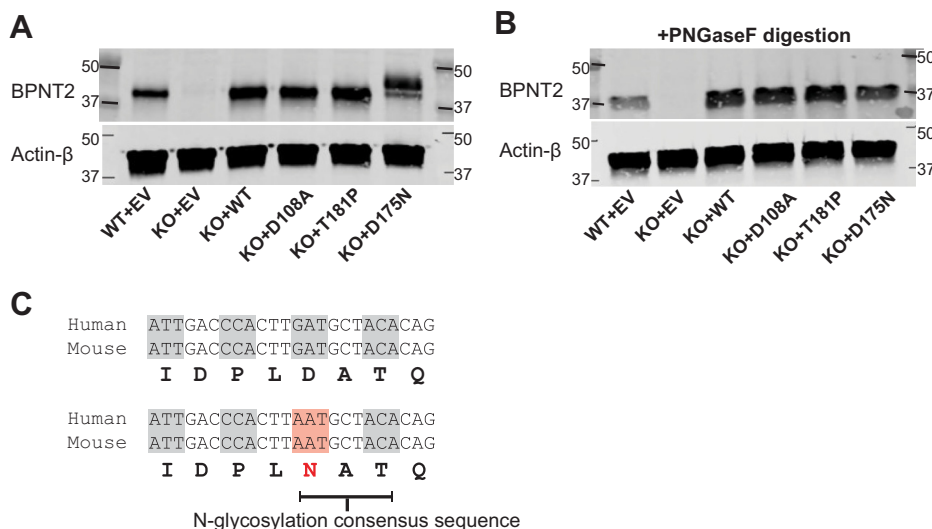 A
50
BPNT2
37
50
37
Actin-β
50
37
50
37
WT+EV
KO+EV
KO+WT
KO+D108A
KO+T181P
KO+D175N
B
+PNGaseF digestion
50
BPNT2
37
50
37
Actin-β
50
37
50
37
WT+EV
KO+EV
KO+WT
KO+D108A
KO+T181P
KO+D175N
C
Human ATTGACCCACTTGATGCTACACAG
Mouse ATTGACCCACTTGATGCTACACAG
I D P L D A T Q
Human ATTGACCCACTTAATGCTACACAG
Mouse ATTGACCCACTTAATGCTACACAG
I D P L N A T Q
N-glycosylation consensus sequence